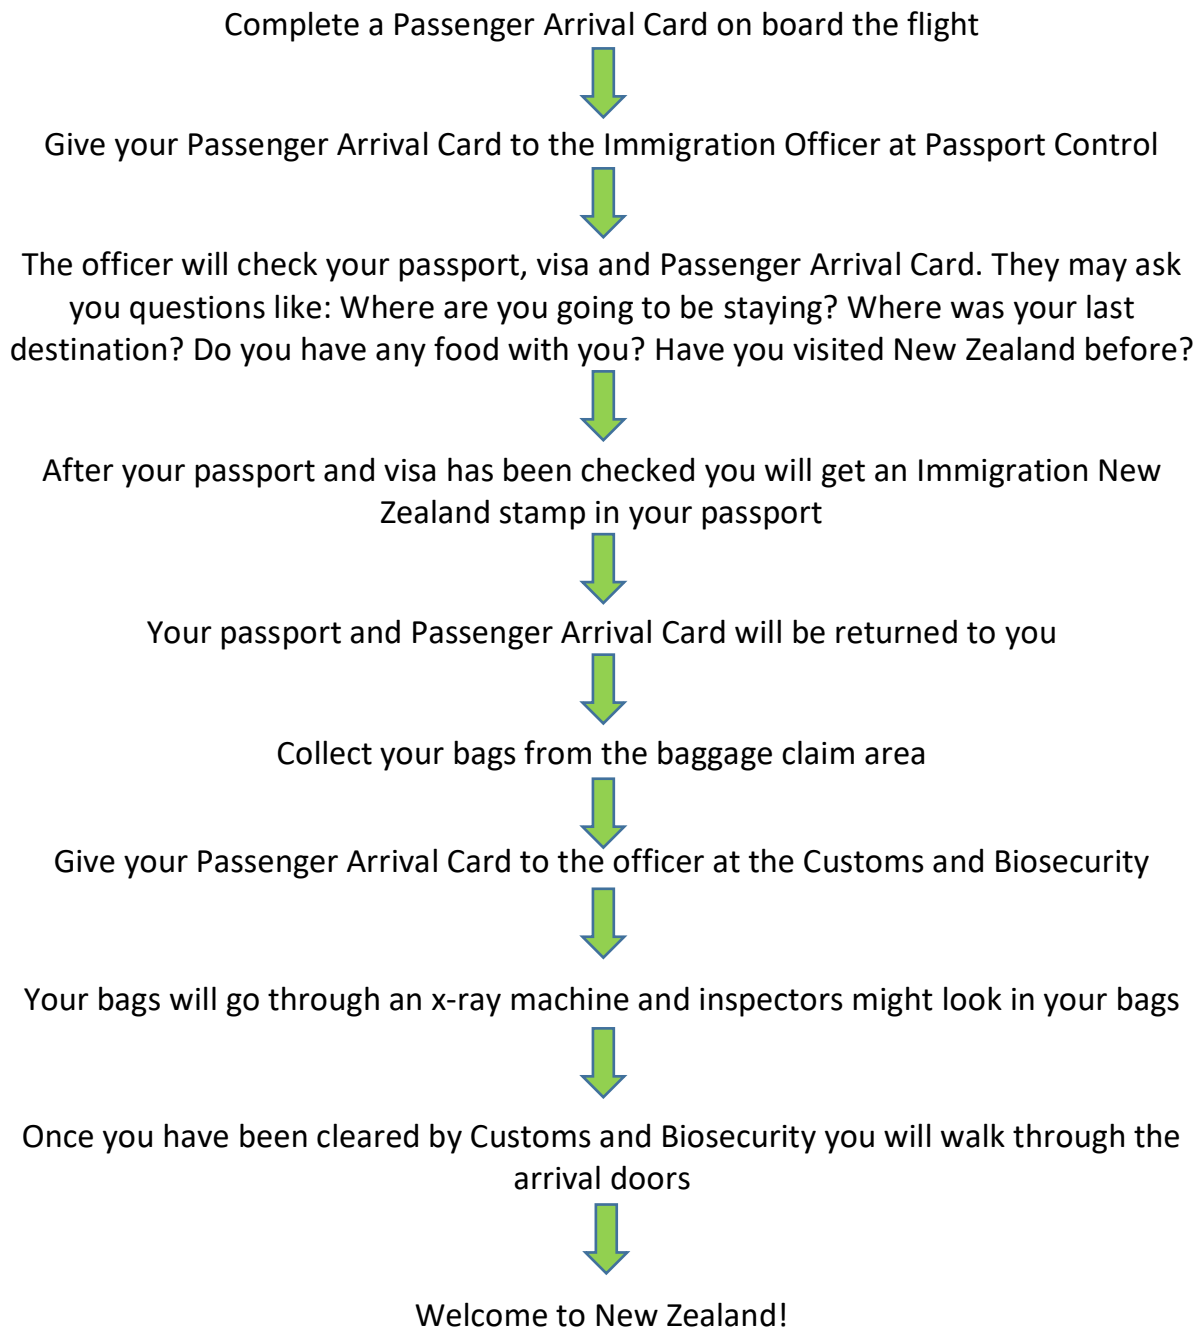 Complete a Passenger Arrival Card on board the flight
Give your Passenger Arrival Card to the Immigration Officer at Passport Control
The officer will check your passport, visa and Passenger Arrival Card. They may ask
you questions like: Where are you going to be staying? Where was your last
destination? Do you have any food with you? Have you visited New Zealand before?
After your passport and visa has been checked you will get an Immigration New
Zealand stamp in your passport
Your passport and Passenger Arrival Card will be returned to you
Collect your bags from the baggage claim area
Give your Passenger Arrival Card to the officer at the Customs and Biosecurity
Your bags will go through an x-ray machine and inspectors might look in your bags
Once you have been cleared by Customs and Biosecurity you will walk through the
arrival doors
Welcome to New Zealand!